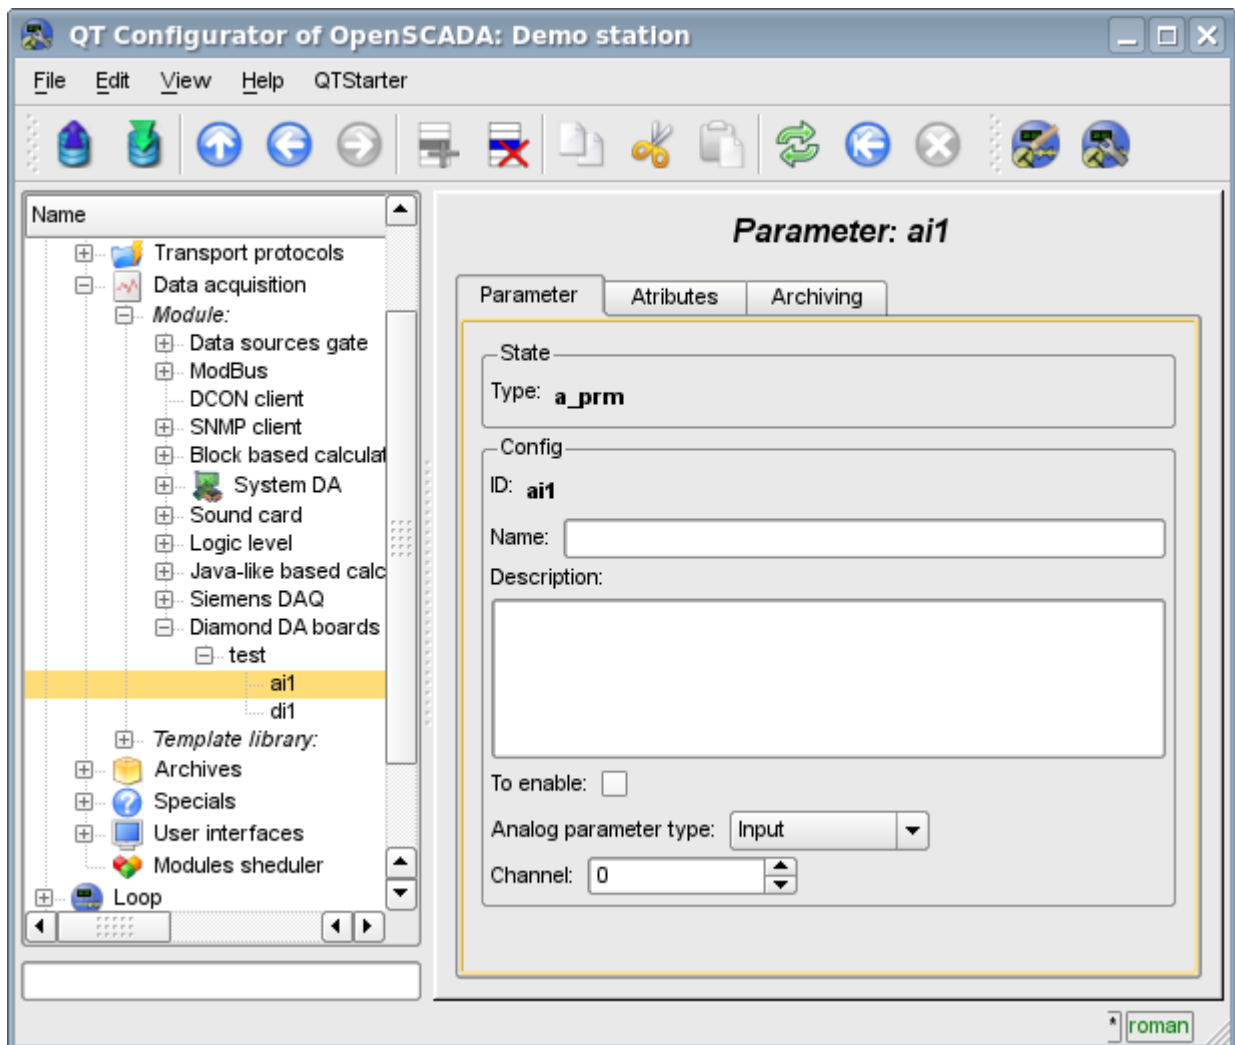 QT Configurator of OpenSCADA: Demo station
File Edit View Help QTStarter
Name
Transport protocols
Data acquisition
Module:
Data sources gate
ModBus
DCON client
SNMP client
Block based calculat
System DA
Sound card
Logic level
Java-like based calc
Siemens DAQ
Diamond DA boards
test
ai1
di1
Template library:
Archives
Specials
User interfaces
Modules sheduler
Loop
Parameter: ai1
Parameter Atributes Archiving
State
Type: a_prm
Config
ID: ai1
Name:
Description:
To enable:
Analog parameter type: Input
Channel: 0
* roman